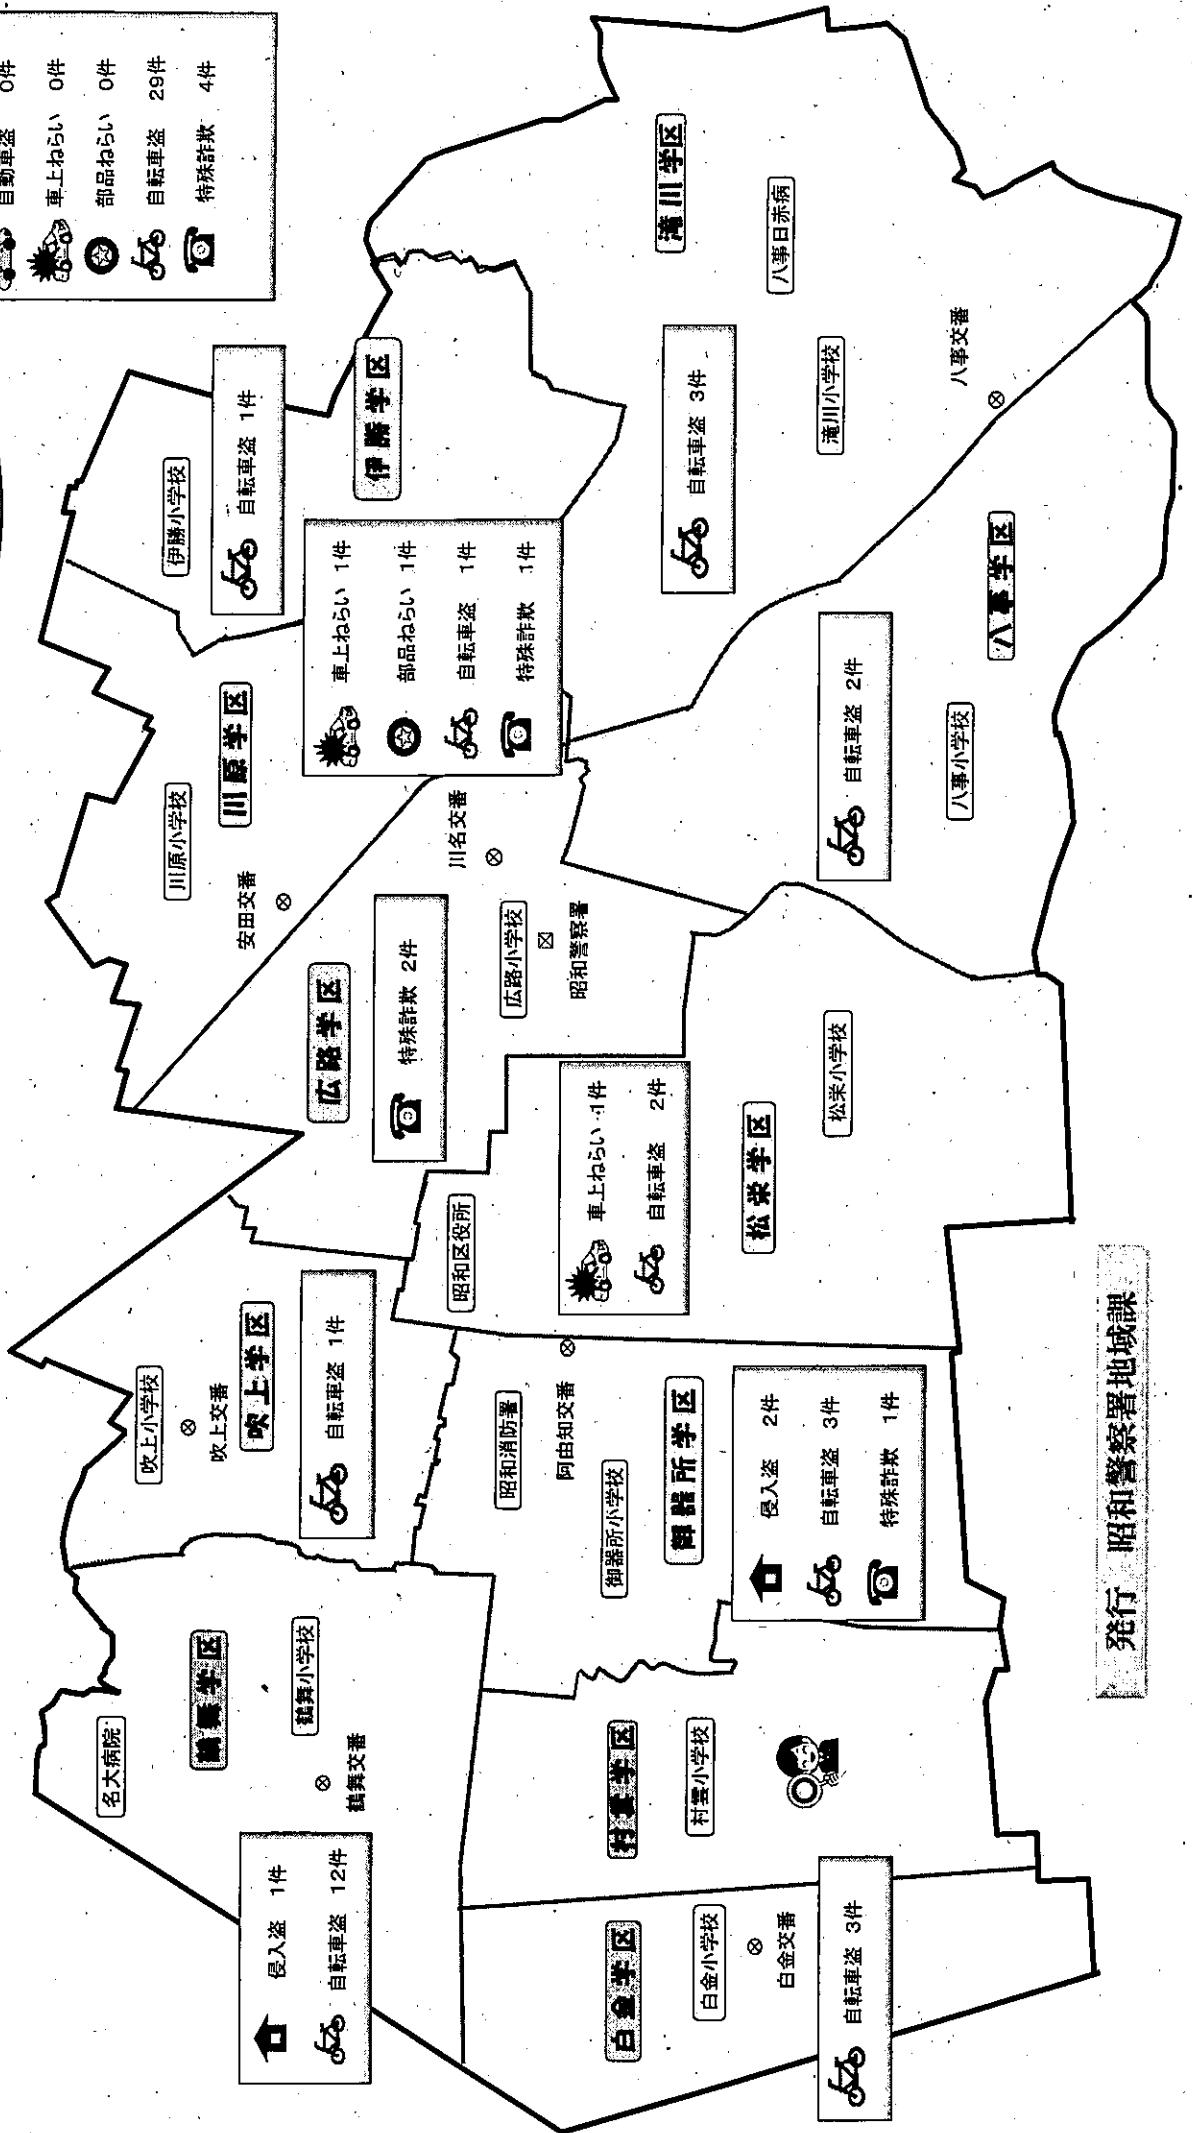 自動車盗 0件
車上ねらい 0件
部品ねらい 0件
自転車盗 29件
特殊詐欺 4件
名大病院
鶴舞学区
鶴舞小学校
鶴舞交番
侵入盗 1件
自転車盗 12件
吹上小学校
吹上交番
吹上学区
自転車盗 1件
川原小学校
川原学区
安田交番
車上ねらい 1件
部品ねらい 1件
自転車盗 1件
特殊詐欺 1件
伊勝小学校
自転車盗 1件
伊勝学区
広路学区
特殊詐欺 2件
川名交番
広路小学校
昭和警察署
昭和区役所
車上ねらい 1件
自転車盗 2件
松栄学区
松栄小学校
昭和消防署
阿由知交番
御器所小学校
御器所学区
侵入盗 2件
自転車盗 3件
特殊詐欺 1件
村雲学区
村雲小学校
白金学区
白金小学校
白金交番
自転車盗 3件
滝川学区
八事日赤病
自転車盗 3件
滝川小学校
八事交番
八事学区
自転車盗 2件
八事小学校
発行 昭和警察署地域課